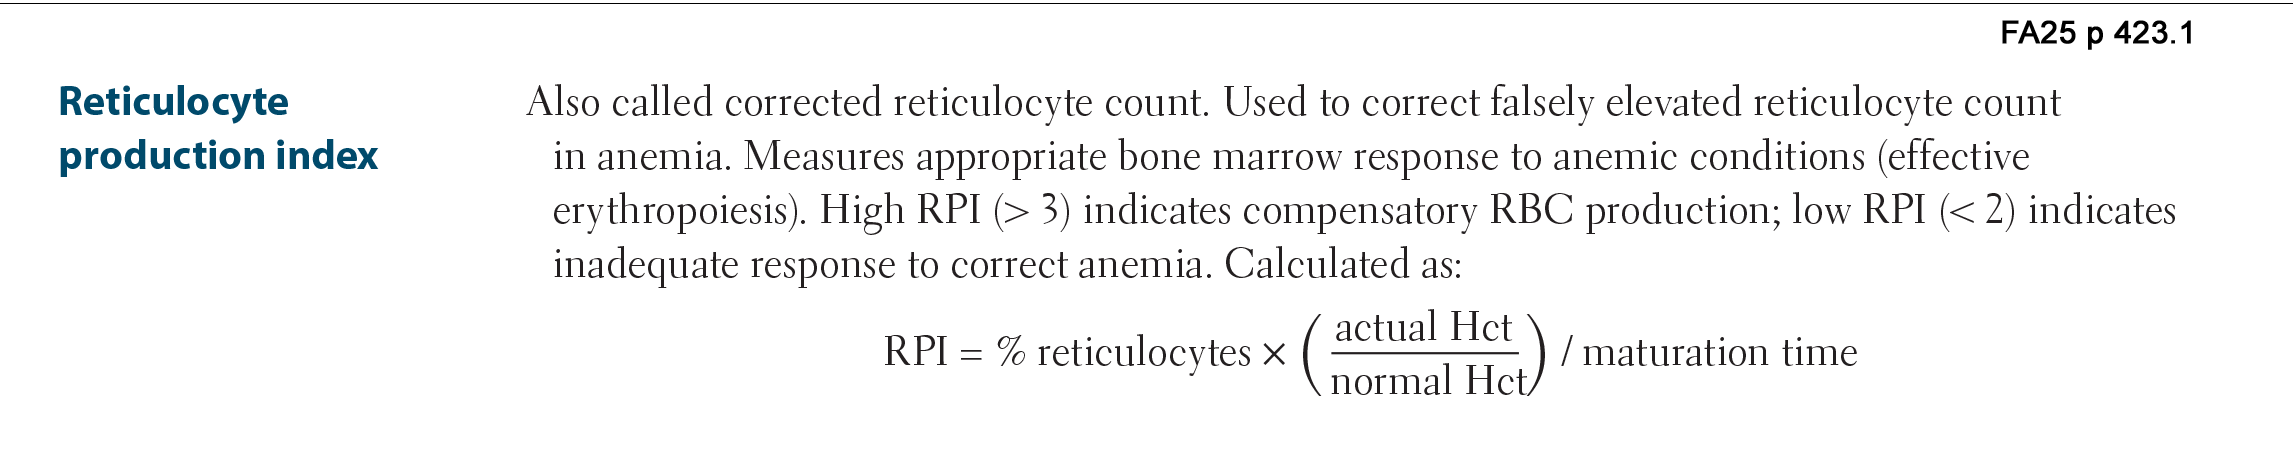 FA25 p 423.1
Reticulocyte
production index
Also called corrected reticulocyte count. Used to correct falsely elevated reticulocyte count
in anemia. Measures appropriate bone marrow response to anemic conditions (effective
erythropoiesis). High RPI (> 3) indicates compensatory RBC production; low RPI (< 2) indicates
inadequate response to correct anemia. Calculated as:
RPI = % reticulocytes × (actual Hct / normal Hct) / maturation time